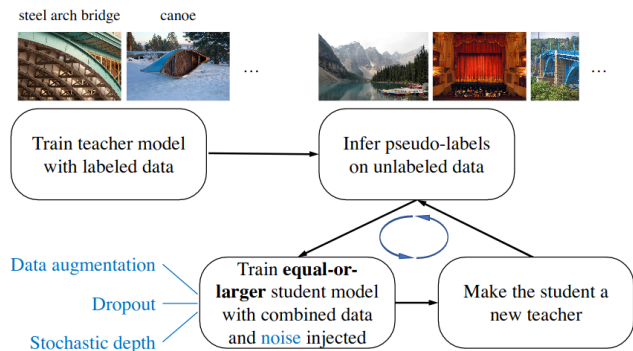 steel arch bridge
canoe
...
...
Train teacher model
with labeled data
Infer pseudo-labels
on unlabeled data
Data augmentation
Dropout
Stochastic depth
Train equal-or-
larger student model
with combined data
and noise injected
Make the student a
new teacher